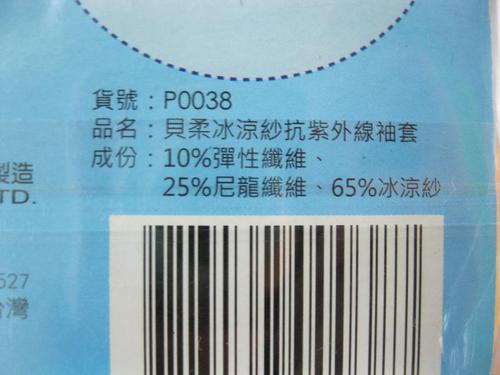 貨號：P0038
品名：貝柔冰涼紗抗紫外線袖套
成份：10%彈性纖維、
25%尼龍纖維、65%冰涼紗
製造
TD.
527
台灣